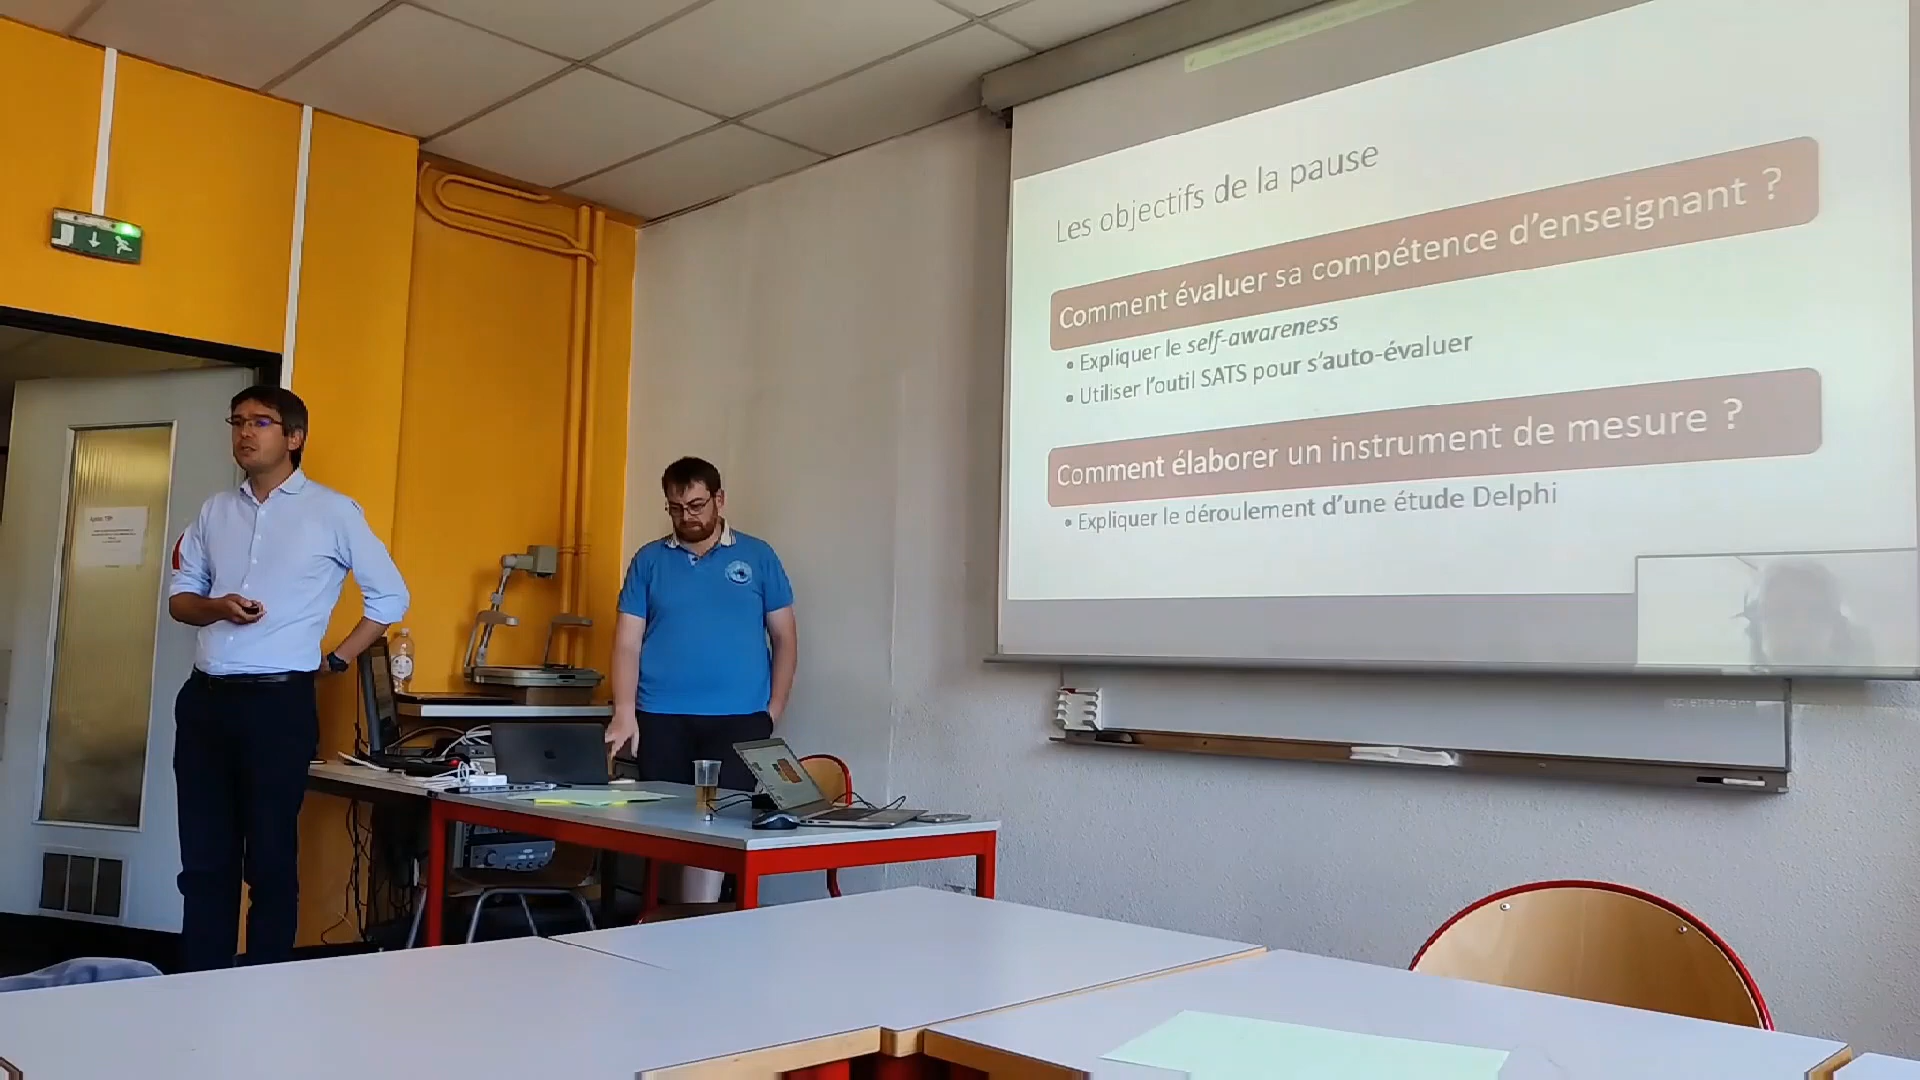 Les objectifs de la pause
Comment évaluer sa compétence d'enseignant ?
• Expliquer le self-awareness
• Utiliser l'outil SATS pour s'auto-évaluer
Comment élaborer un instrument de mesure ?
• Expliquer le déroulement d'une étude Delphi